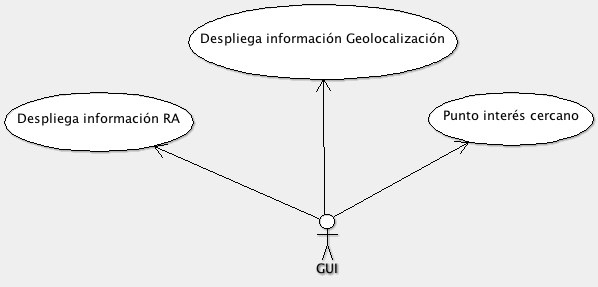 Despliega información Geolocalización
Despliega información RA
Punto interés cercano
GUI